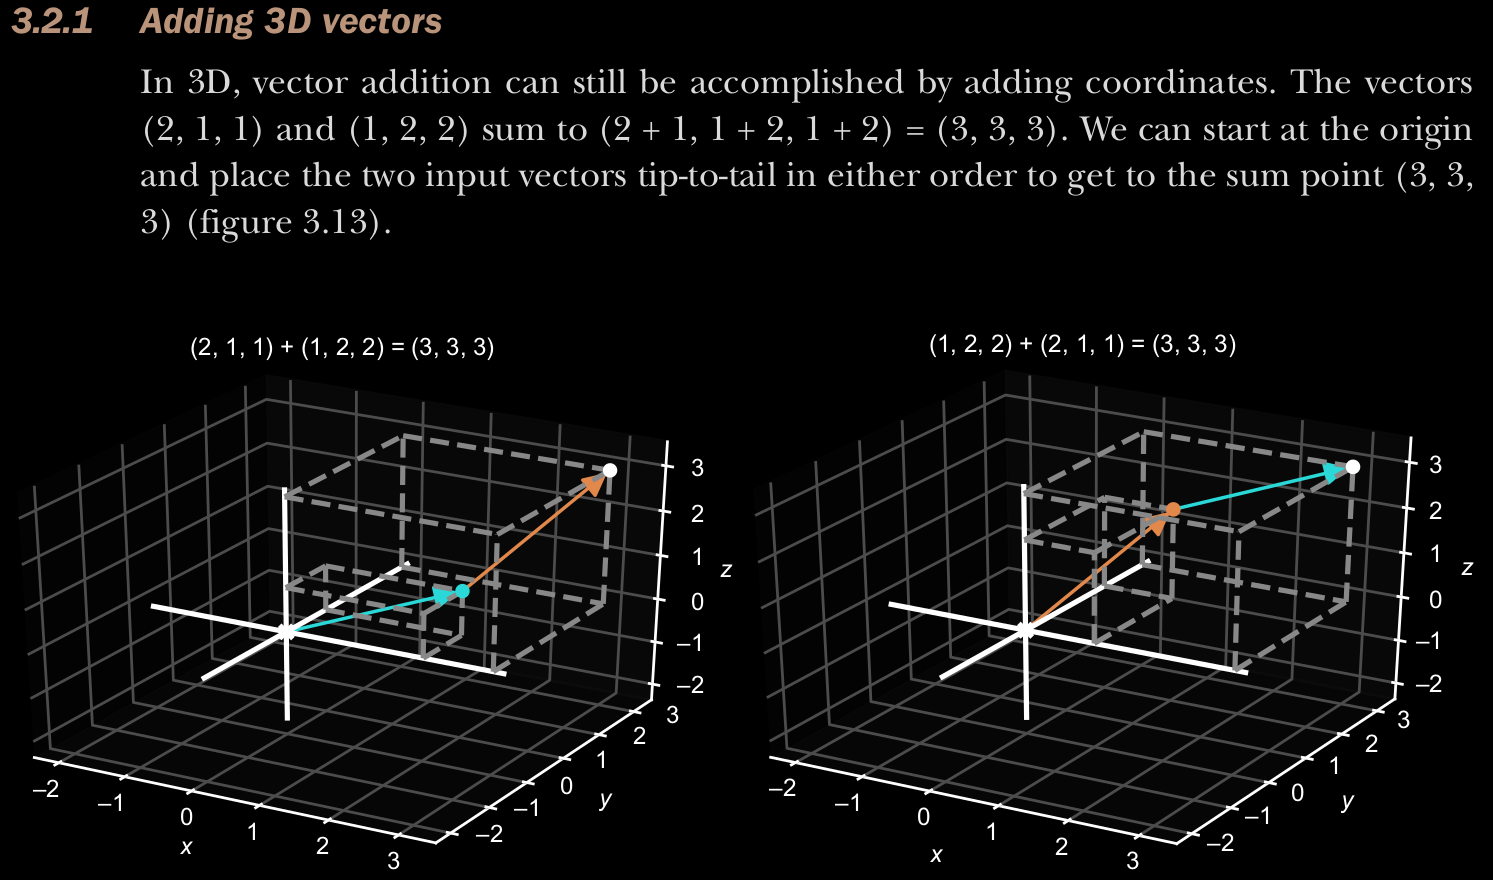 3.2.1 Adding 3D vectors
In 3D, vector addition can still be accomplished by adding coordinates. The vectors
(2, 1, 1) and (1, 2, 2) sum to (2 + 1, 1 + 2, 1 + 2) = (3, 3, 3). We can start at the origin
and place the two input vectors tip-to-tail in either order to get to the sum point (3, 3,
3) (figure 3.13).
(2, 1, 1) + (1, 2, 2) = (3, 3, 3)
3
2
1
z
0
–1
–2
3
2
1
0
y
–1
–2
–2
–1
0
x
1
2
3
(1, 2, 2) + (2, 1, 1) = (3, 3, 3)
3
2
1
z
0
–1
–2
3
2
1
0
y
–1
–2
–2
–1
0
x
1
2
3